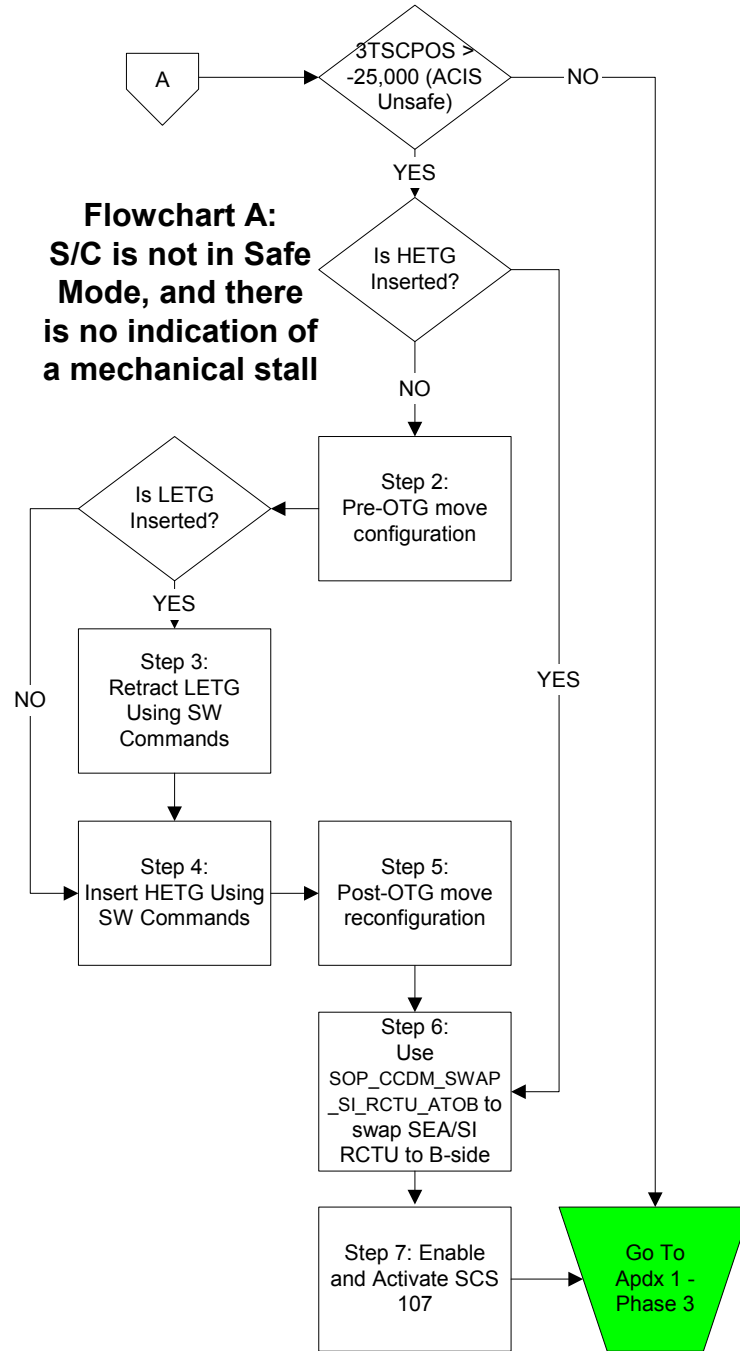 A
3TSCPOS >
-25,000 (ACIS
Unsafe)
NO
YES
Flowchart A:
S/C is not in Safe
Mode, and there
is no indication of
a mechanical stall
Is HETG
Inserted?
NO
Step 2:
Pre-OTG move
configuration
Is LETG
Inserted?
YES
Step 3:
Retract LETG
Using SW
Commands
NO
YES
Step 4:
Insert HETG Using
SW Commands
Step 5:
Post-OTG move
reconfiguration
Step 6:
Use
SOP_CCDM_SWAP
_SI_RCTU_ATOB to
swap SEA/SI
RCTU to B-side
Step 7: Enable
and Activate SCS
107
Go To
Apdx 1 -
Phase 3